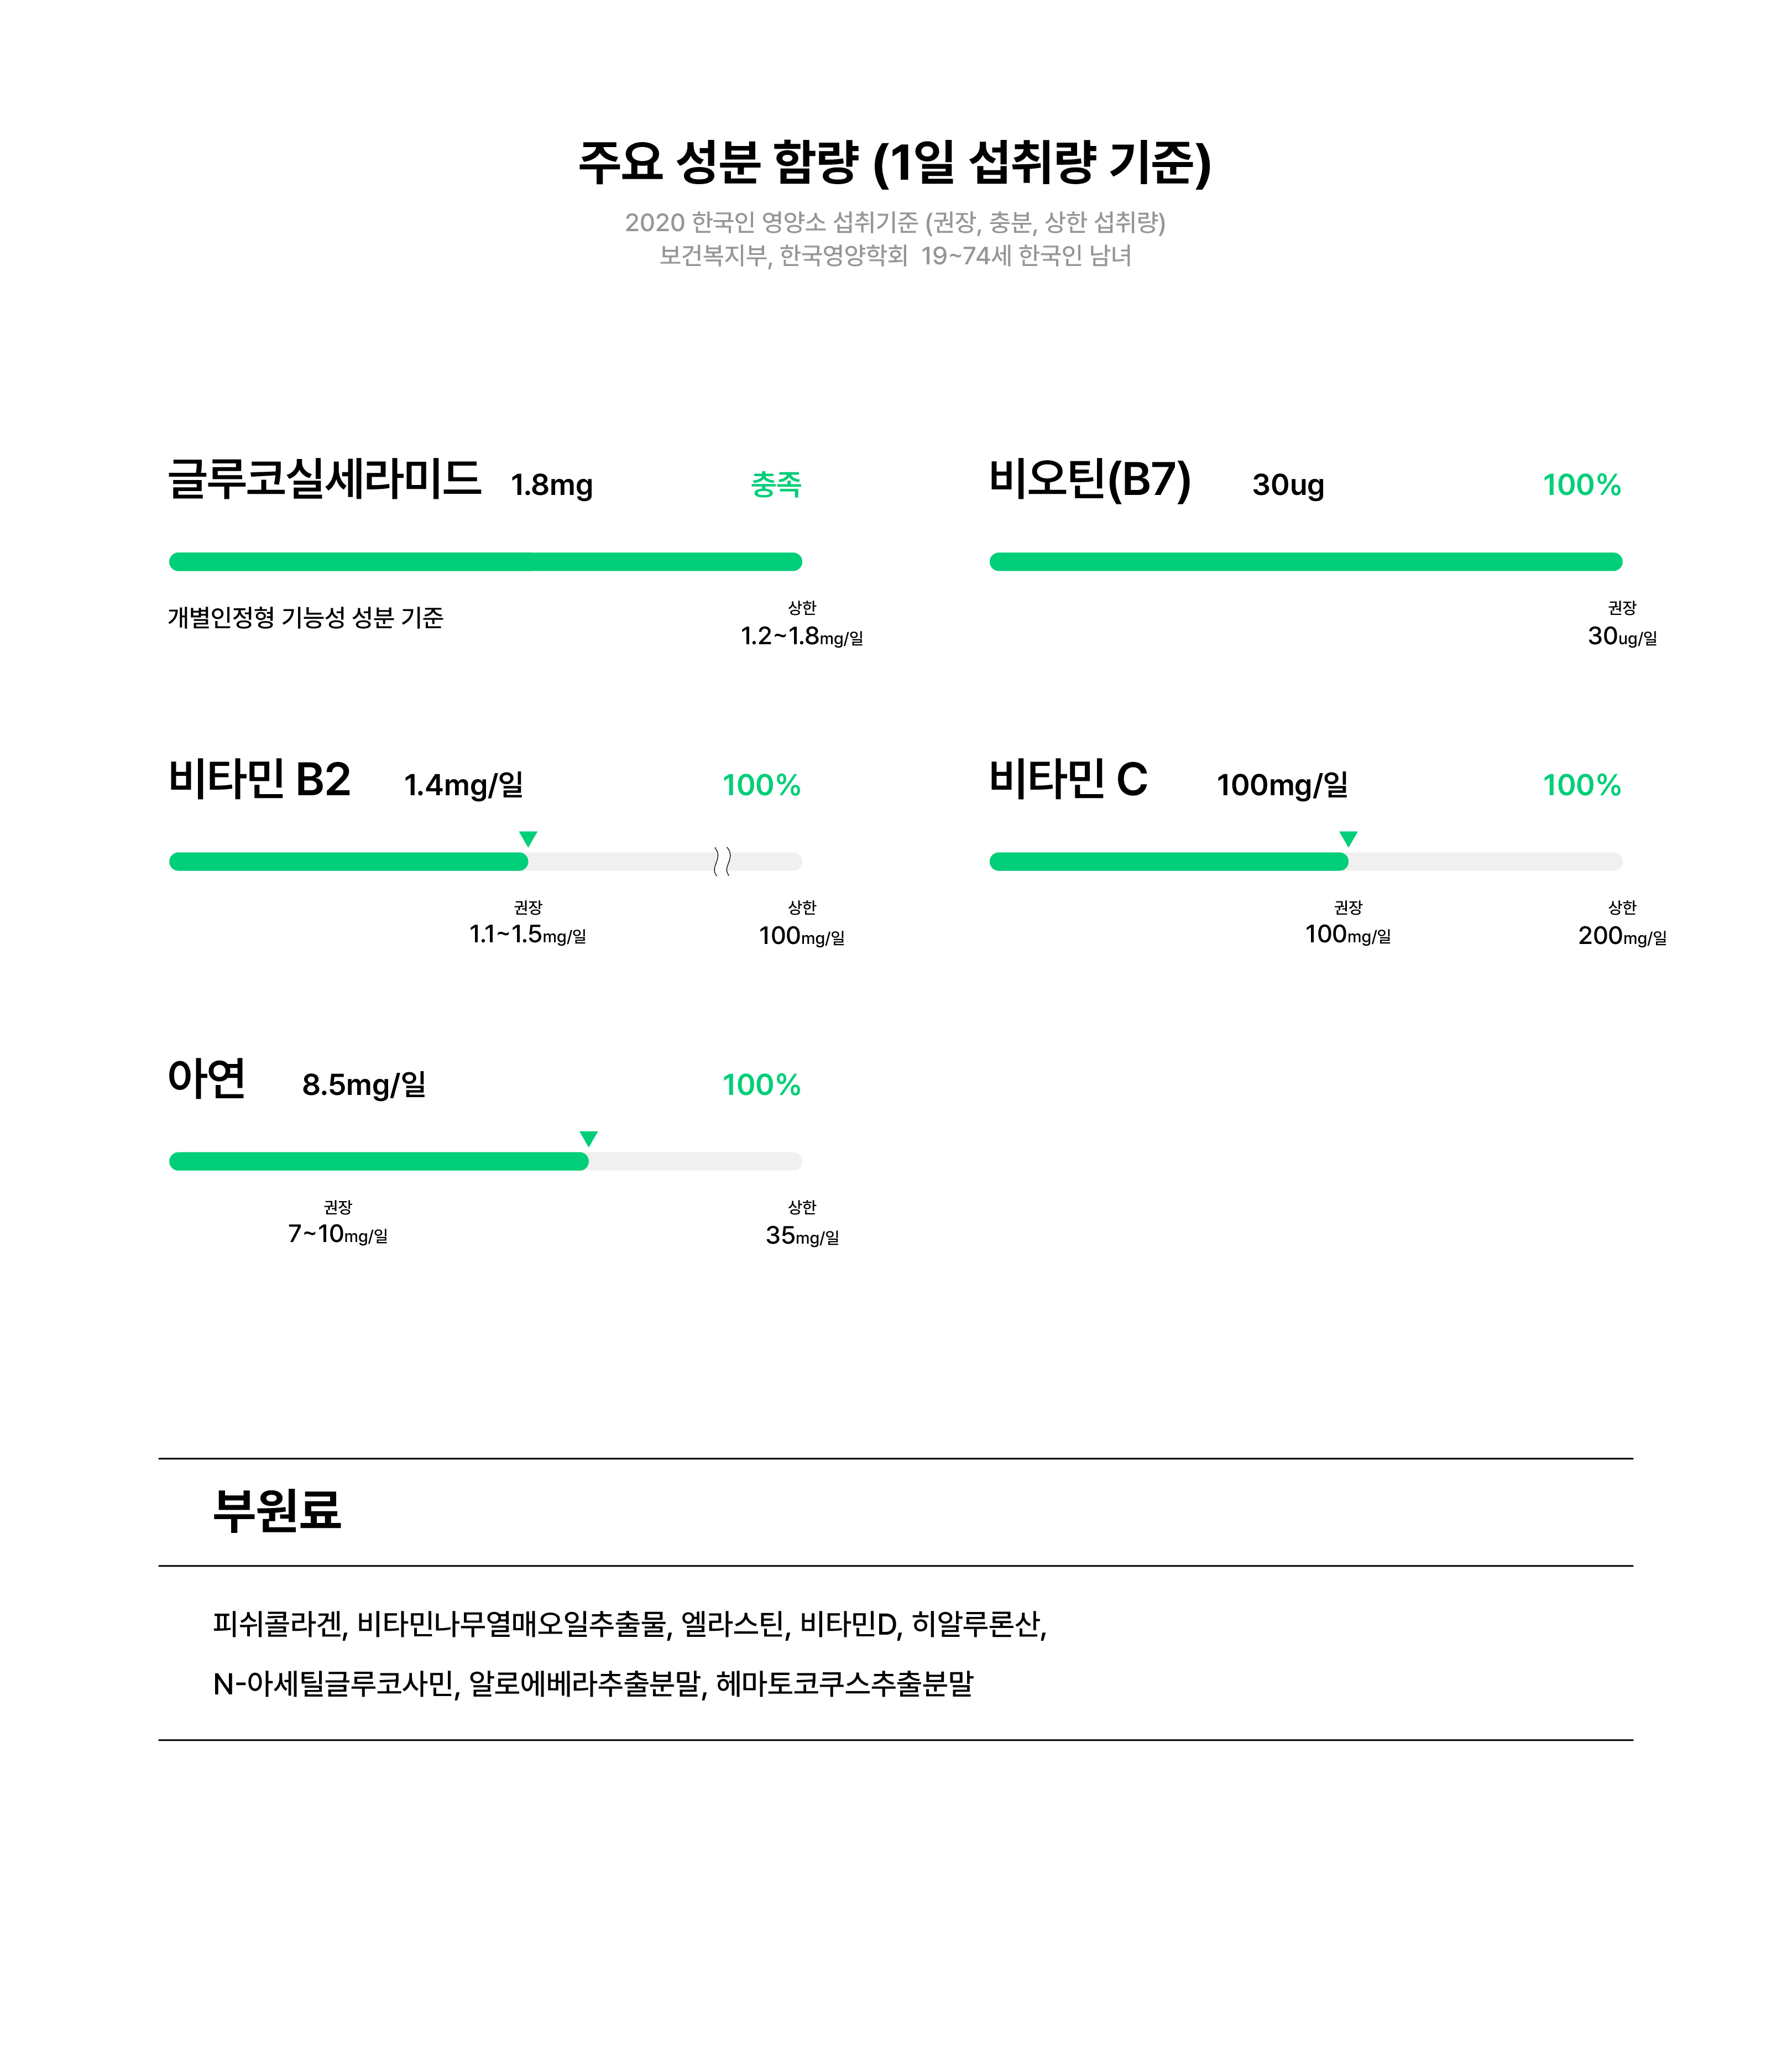 주요 성분 함량 (1일 섭취량 기준)
2020 한국인 영양소 섭취기준 (권장, 충분, 상한 섭취량)
보건복지부, 한국영양학회 19~74세 한국인 남녀
글루코실세라미드 1.8mg 충족
개별인정형 기능성 성분 기준
상한
1.2~1.8mg/일
비오틴(B7) 30ug 100%
권장
30ug/일
비타민 B2 1.4mg/일 100%
권장
1.1~1.5mg/일
상한
100mg/일
비타민 C 100mg/일 100%
권장
100mg/일
상한
200mg/일
아연 8.5mg/일 100%
권장
7~10mg/일
상한
35mg/일
부원료
피쉬콜라겐, 비타민나무열매오일추출물, 엘라스틴, 비타민D, 히알루론산,
N-아세틸글루코사민, 알로에베라추출분말, 헤마토코쿠스추출분말